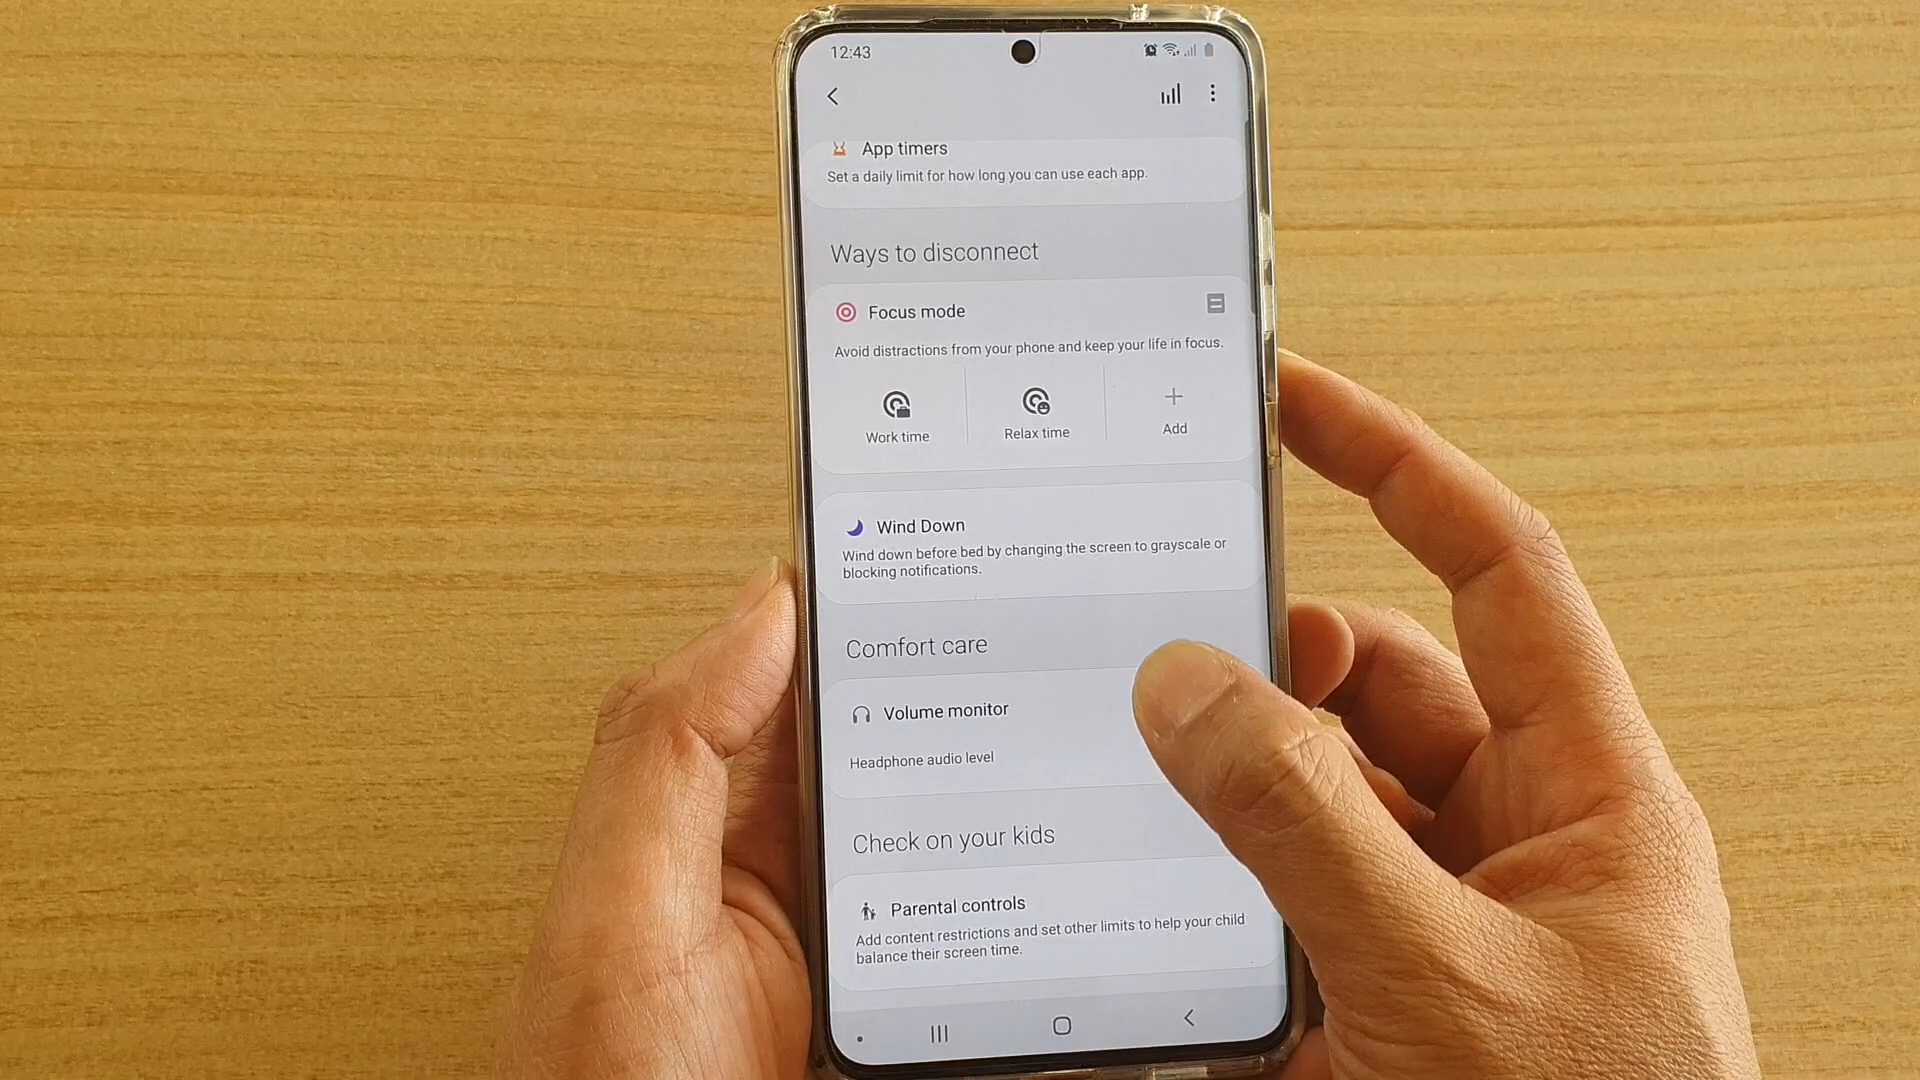 12:43
App timers
Set a daily limit for how long you can use each app.
Ways to disconnect
Focus mode
Avoid distractions from your phone and keep your life in focus.
Work time
Relax time
Add
Wind Down
Wind down before bed by changing the screen to grayscale or
blocking notifications.
Comfort care
Volume monitor
Headphone audio level
Check on your kids
Parental controls
Add content restrictions and set other limits to help your child
balance their screen time.